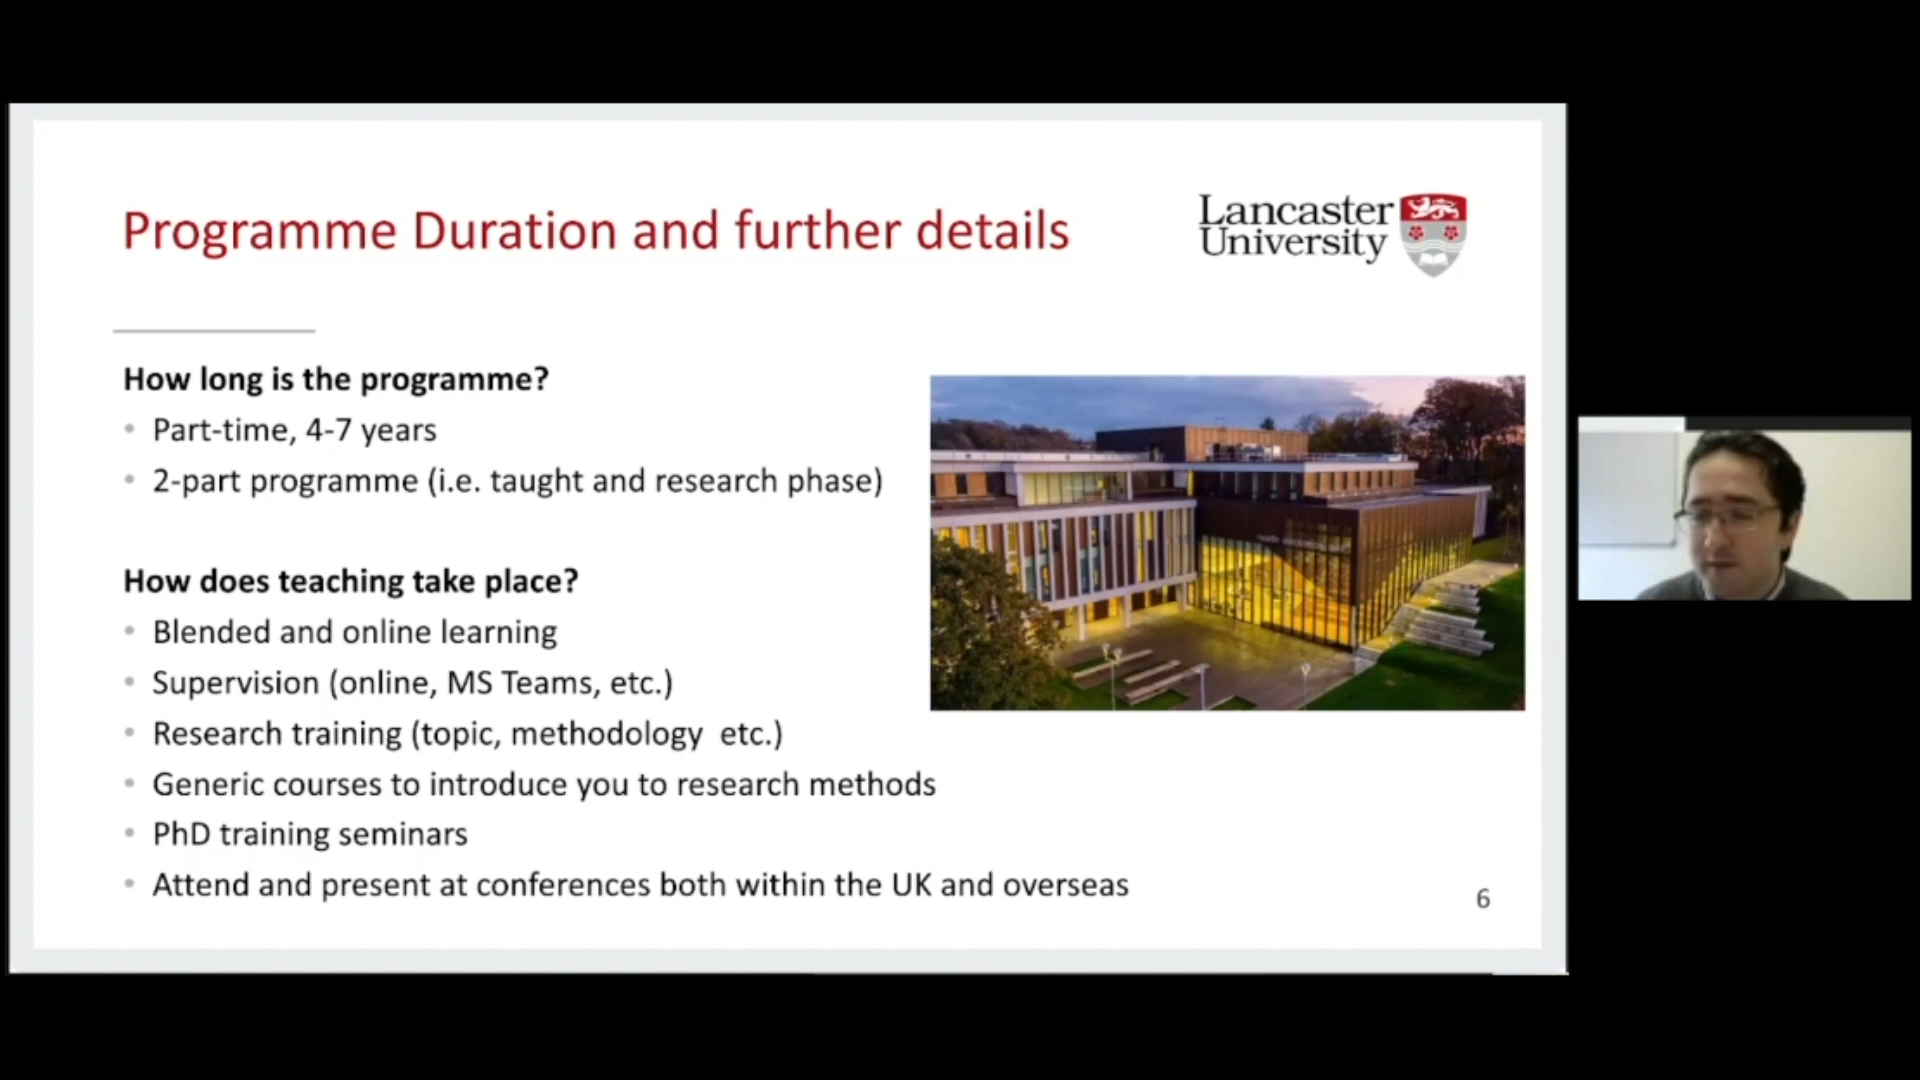 Programme Duration and further details
Lancaster
University
How long is the programme?
• Part-time, 4-7 years
• 2-part programme (i.e. taught and research phase)
How does teaching take place?
• Blended and online learning
• Supervision (online, MS Teams, etc.)
• Research training (topic, methodology  etc.)
• Generic courses to introduce you to research methods
• PhD training seminars
• Attend and present at conferences both within the UK and overseas
6